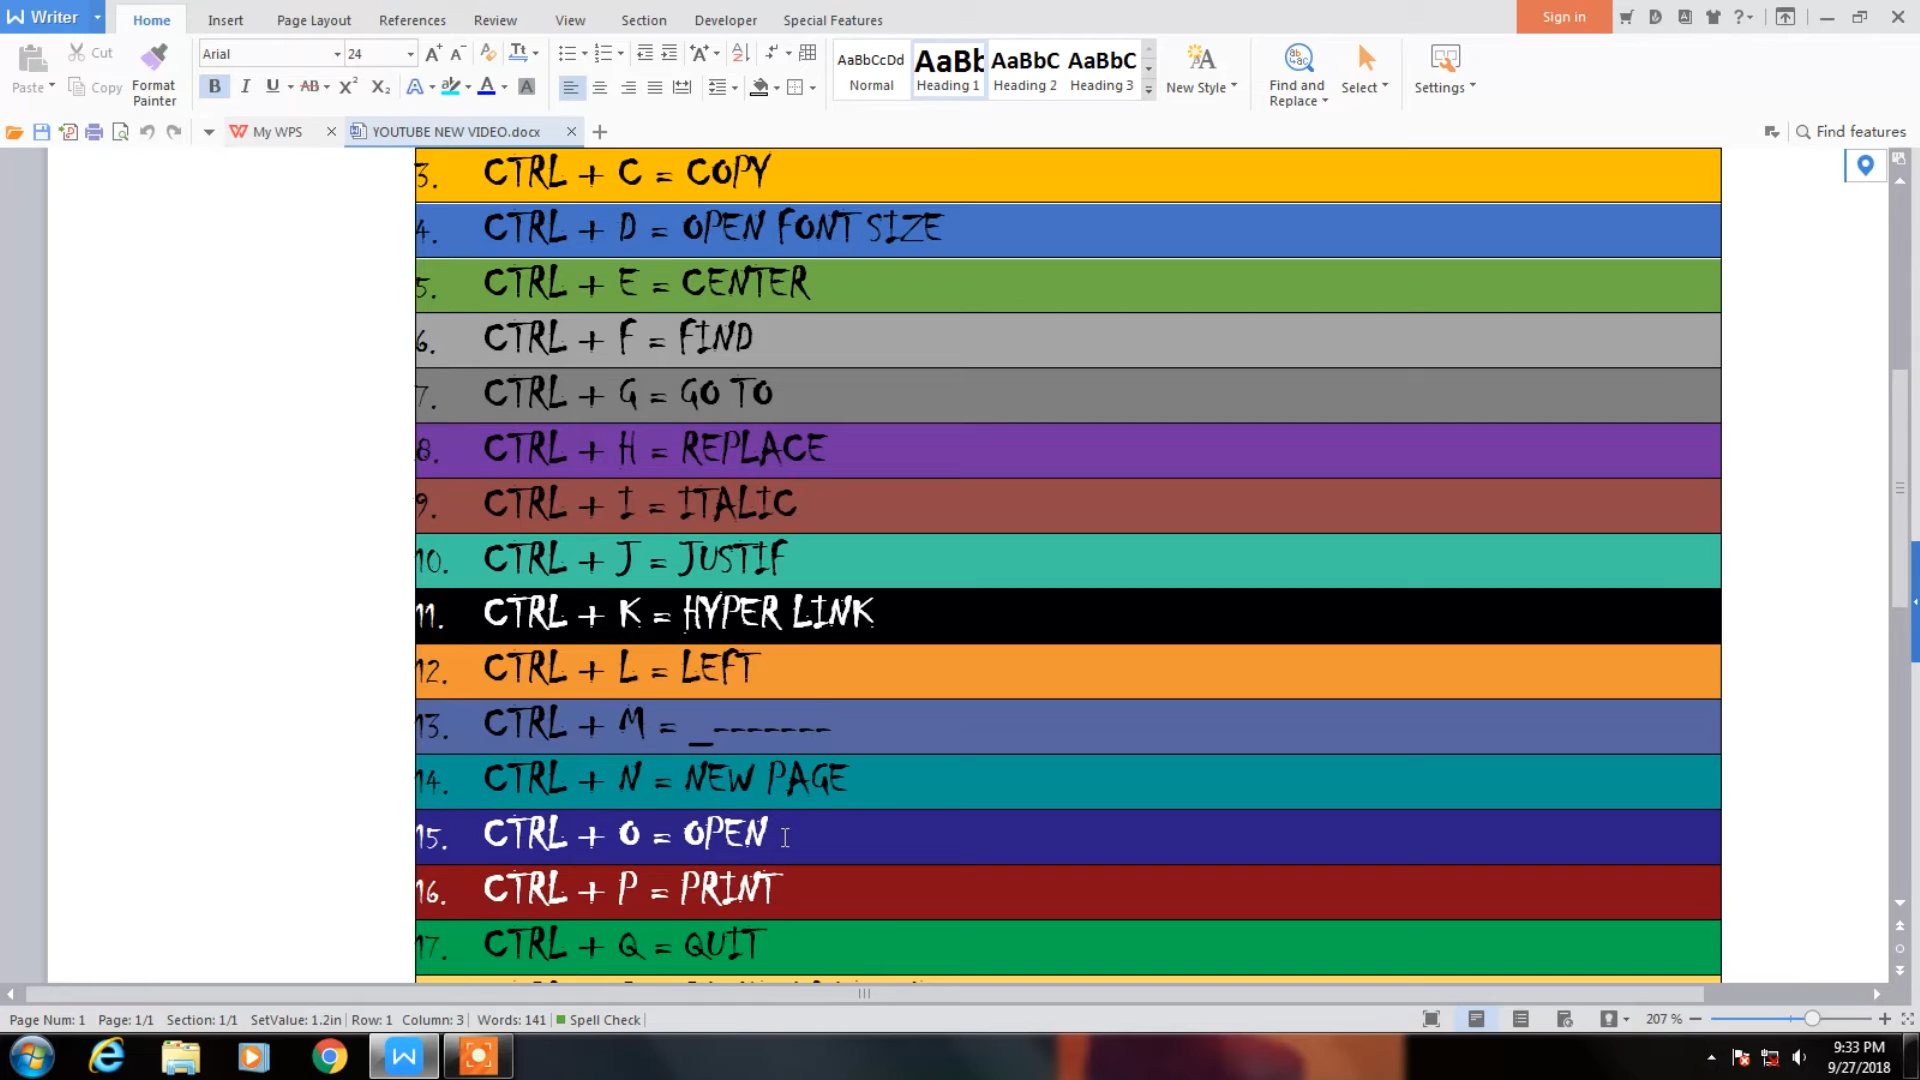 Writer
Home
Insert
Page Layout
References
Review
View
Section
Developer
Special Features
Sign in
Paste
Cut
Copy
Format
Painter
Arial
24
AaBbCcDd
Normal
AaBb
Heading 1
AaBbC
Heading 2
AaBbC
Heading 3
New Style
Find and
Replace
Select
Settings
My WPS
YOUTUBE NEW VIDEO.docx
Find features
3. CTRL + C = COPY
4. CTRL + D = OPEN FONT SIZE
5. CTRL + E = CENTER
6. CTRL + F = FIND
7. CTRL + G = GO TO
8. CTRL + H = REPLACE
9. CTRL + I = ITALIC
10. CTRL + J = JUSTIF
11. CTRL + K = HYPER LINK
12. CTRL + L = LEFT
13. CTRL + M = _-------
14. CTRL + N = NEW PAGE
15. CTRL + O = OPEN
16. CTRL + P = PRINT
17. CTRL + Q = QUIT
Page Num: 1 Page: 1/1 Section: 1/1 SetValue: 1.2in Row: 1 Column: 3 Words: 141 Spell Check
207 %
9:33 PM
9/27/2018